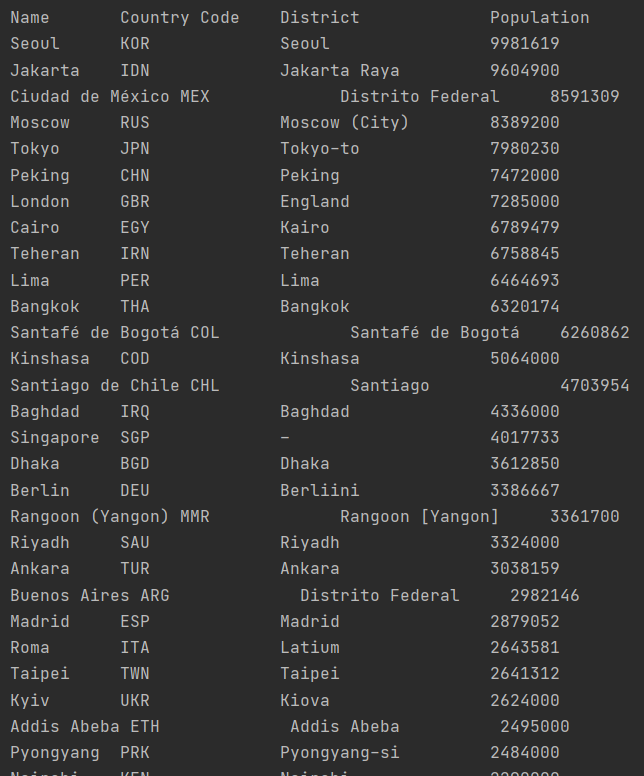 Name Country Code District Population
Seoul KOR Seoul 9981619
Jakarta IDN Jakarta Raya 9604900
Ciudad de México MEX Distrito Federal 8591309
Moscow RUS Moscow (City) 8389200
Tokyo JPN Tokyo-to 7980230
Peking CHN Peking 7472000
London GBR England 7285000
Cairo EGY Kairo 6789479
Teheran IRN Teheran 6758845
Lima PER Lima 6464693
Bangkok THA Bangkok 6320174
Santafé de Bogotá COL Santafé de Bogotá 6260862
Kinshasa COD Kinshasa 5064000
Santiago de Chile CHL Santiago 4703954
Baghdad IRQ Baghdad 4336000
Singapore SGP – 4017733
Dhaka BGD Dhaka 3612850
Berlin DEU Berliini 3386667
Rangoon (Yangon) MMR Rangoon [Yangon] 3361700
Riyadh SAU Riyadh 3324000
Ankara TUR Ankara 3038159
Buenos Aires ARG Distrito Federal 2982146
Madrid ESP Madrid 2879052
Roma ITA Latium 2643581
Taipei TWN Taipei 2641312
Kyiv UKR Kiova 2624000
Addis Abeba ETH Addis Abeba 2495000
Pyongyang PRK Pyongyang-si 2484000